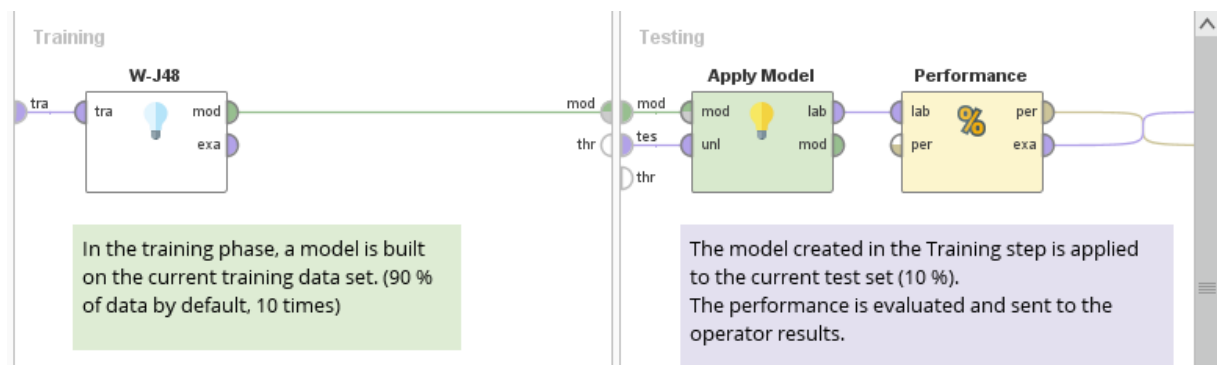 Training
Testing
W-J48
Apply Model
Performance
tra
tra
mod
exa
mod
thr
mod
tes
thr
mod
unl
lab
mod
lab
per
%
per
exa
In the training phase, a model is built
on the current training data set. (90 %
of data by default, 10 times)
The model created in the Training step is applied
to the current test set (10 %).
The performance is evaluated and sent to the
operator results.